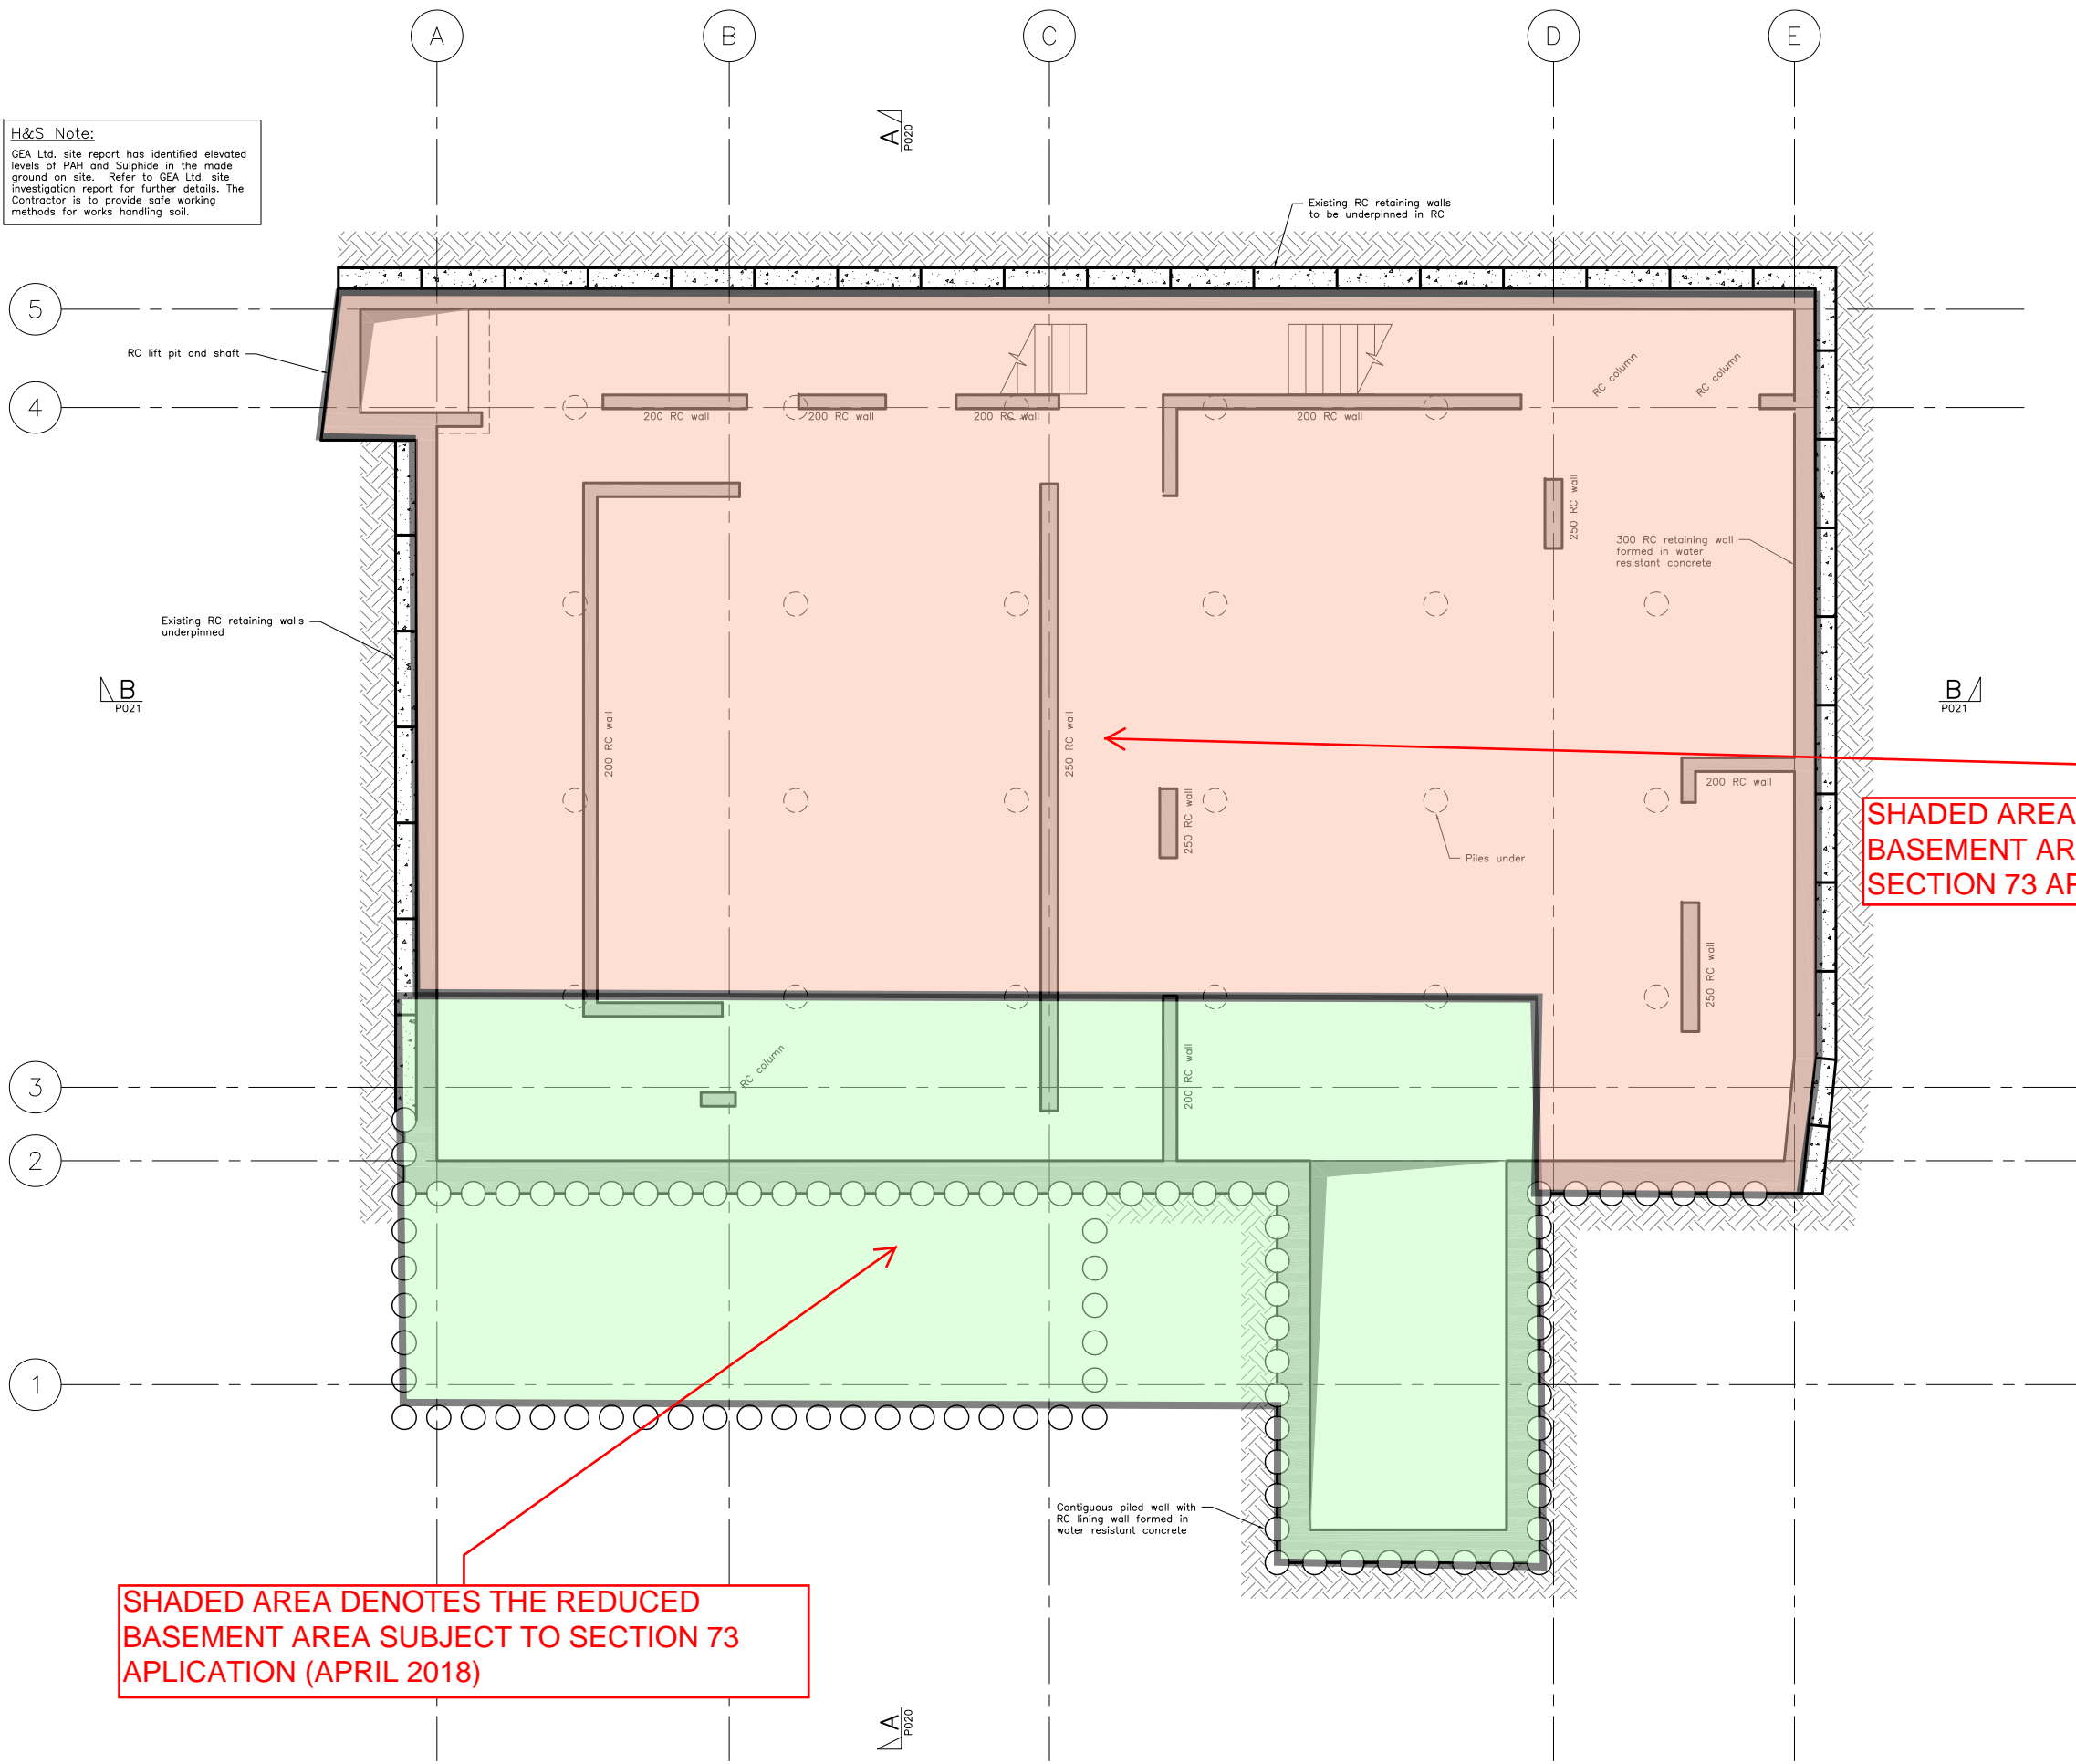 A
B
C
D
E
H&S Note:
GEA Ltd. site report has identified elevated
levels of PAH and Sulphide in the made
ground on site. Refer to GEA Ltd. site
investigation report for further details. The
Contractor is to provide safe working
methods for works handling soil.
A
P020
Existing RC retaining walls
to be underpinned in RC
5
RC lift pit and shaft
RC column
RC column
4
200 RC wall
200 RC wall
200 RC wall
200 RC wall
250 RC wall
300 RC retaining wall
formed in water
resistant concrete
Existing RC retaining walls
underpinned
B
P021
B
P021
200 RC wall
250 RC wall
200 RC wall
250 RC wall
Piles under
SHADED AREA
BASEMENT
SECTION 73
250 RC wall
RC column
200 RC wall
3
2
1
Contiguous piled wall with
RC lining wall formed in
water resistant concrete
SHADED AREA DENOTES THE REDUCED
BASEMENT AREA SUBJECT TO SECTION 73
APLICATION (APRIL 2018)
A
P020